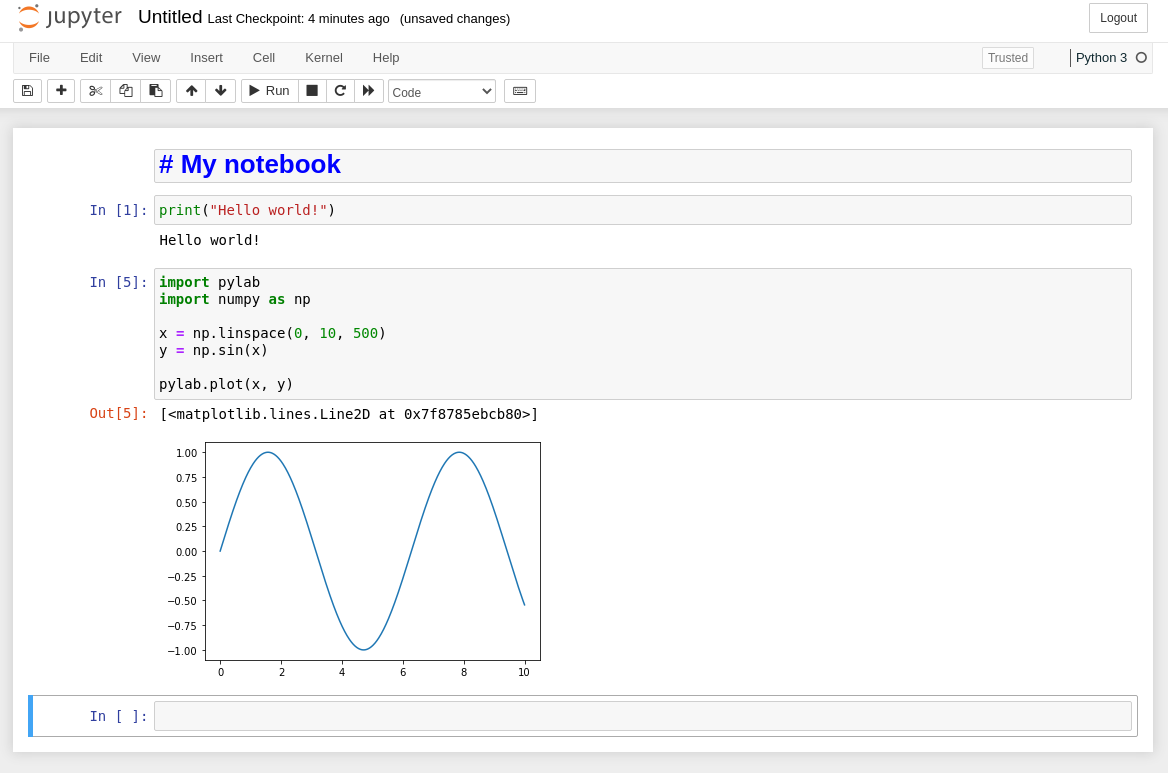 jupyter Untitled Last Checkpoint: 4 minutes ago (unsaved changes) Logout
File Edit View Insert Cell Kernel Help Trusted Python 3
Run Code
# My notebook
In [1]: print("Hello world!")
Hello world!
In [5]: import pylab
import numpy as np
x = np.linspace(0, 10, 500)
y = np.sin(x)
pylab.plot(x, y)
Out[5]: [<matplotlib.lines.Line2D at 0x7f8785ebcb80>]
1.00
0.75
0.50
0.25
0.00
−0.25
−0.50
−0.75
−1.00
0 2 4 6 8 10
In [ ]: